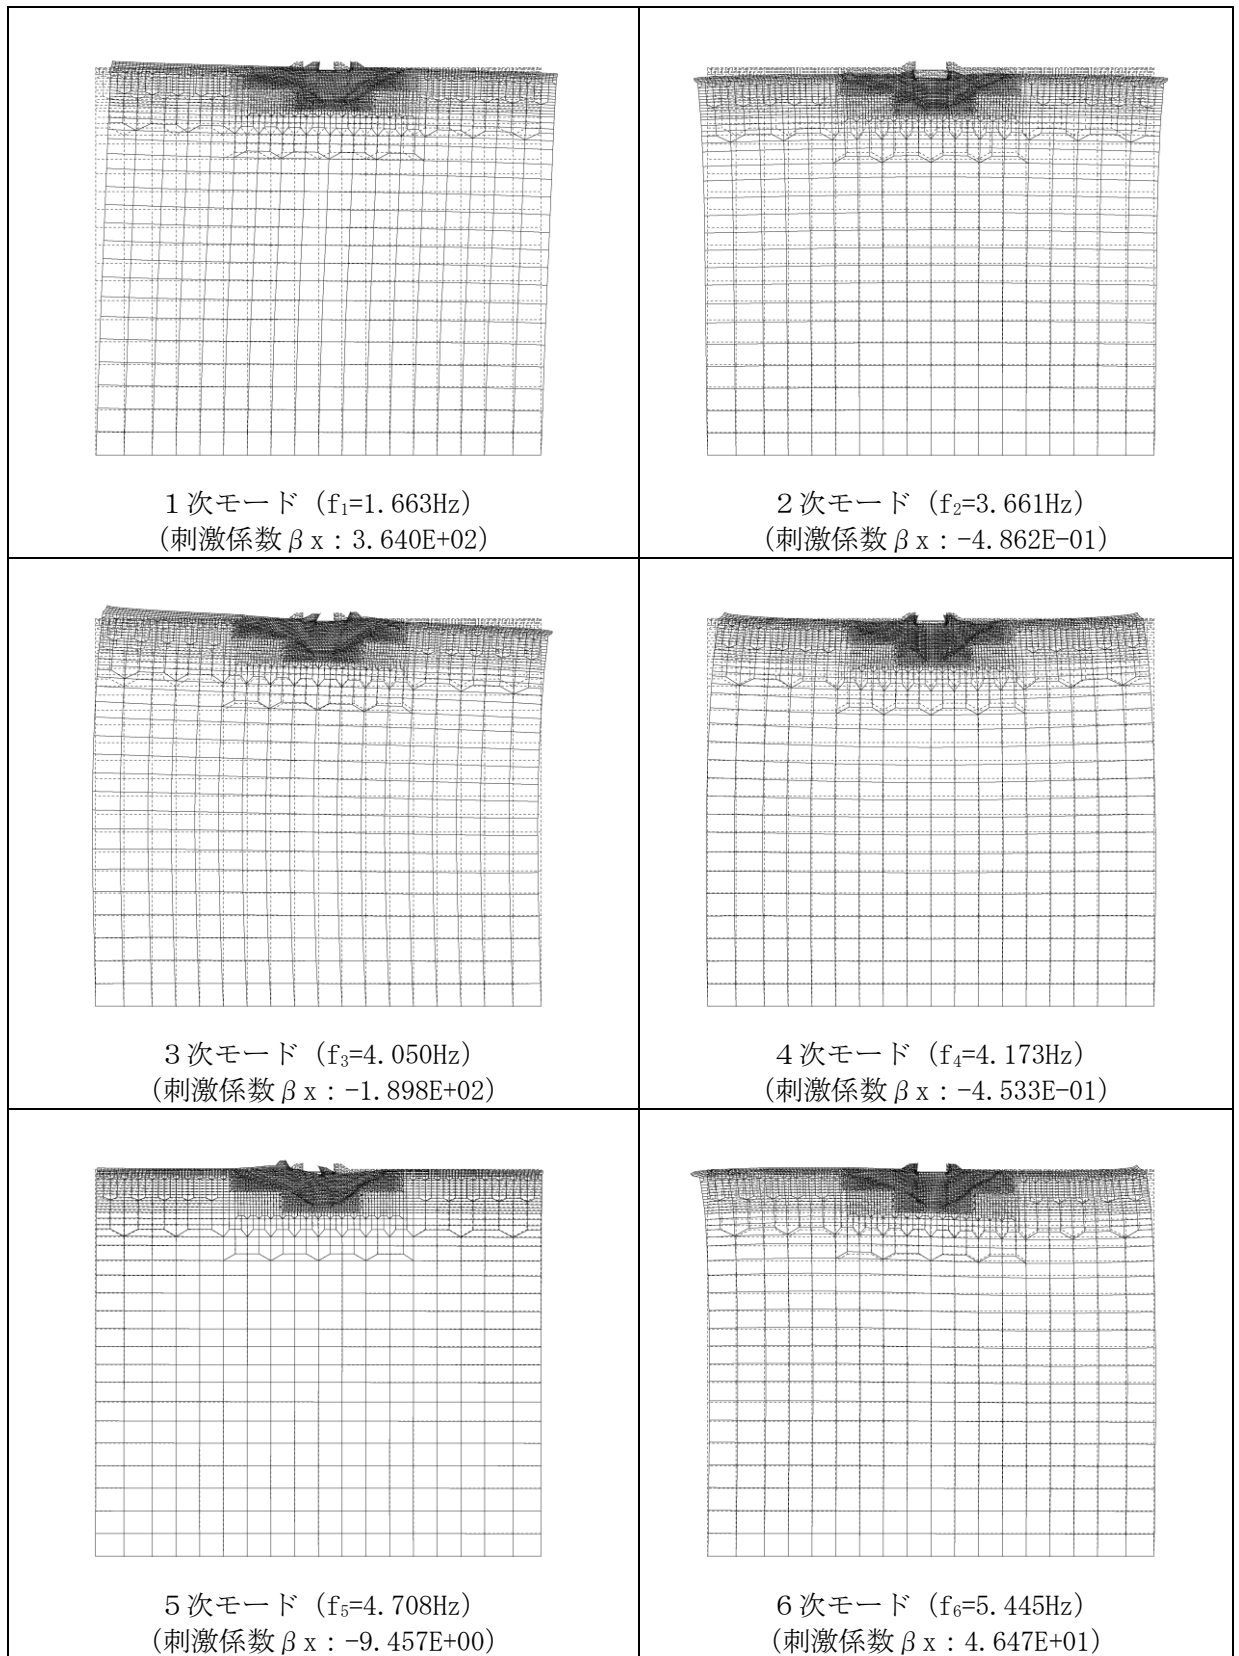 1次モード (f₁=1.663Hz)
(刺激係数βx:3.640E+02)
2次モード (f₂=3.661Hz)
(刺激係数βx:-4.862E-01)
3次モード (f₃=4.050Hz)
(刺激係数βx:-1.898E+02)
4次モード (f₄=4.173Hz)
(刺激係数βx:-4.533E-01)
5次モード (f₅=4.708Hz)
(刺激係数βx:-9.457E+00)
6次モード (f₆=5.445Hz)
(刺激係数βx:4.647E+01)